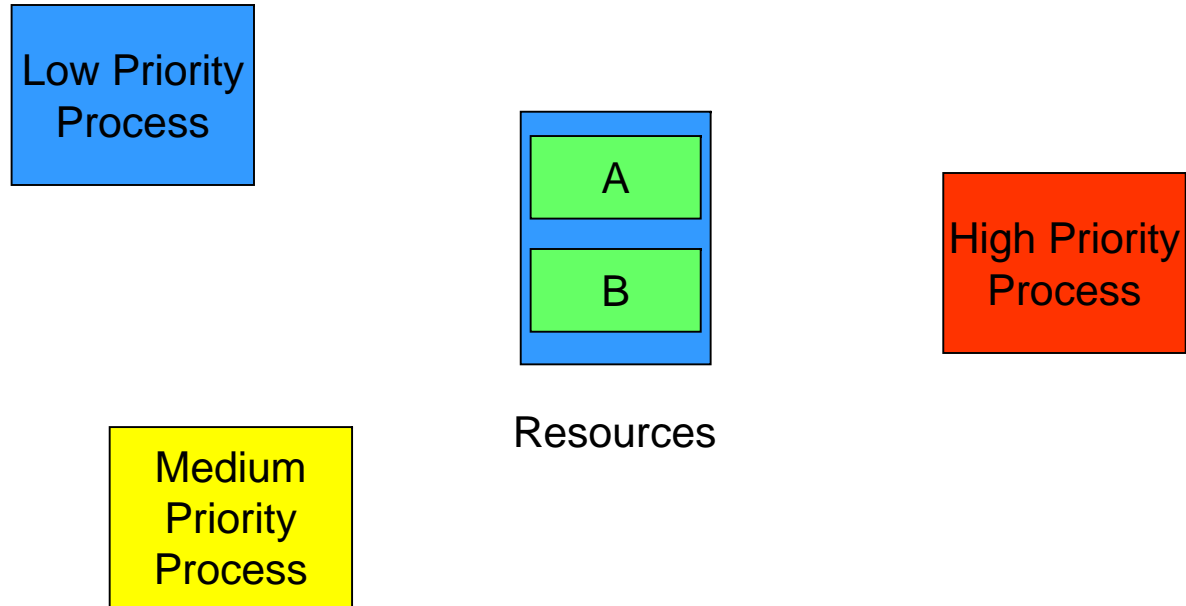 Low Priority
Process
A
B
High Priority
Process
Resources
Medium
Priority
Process